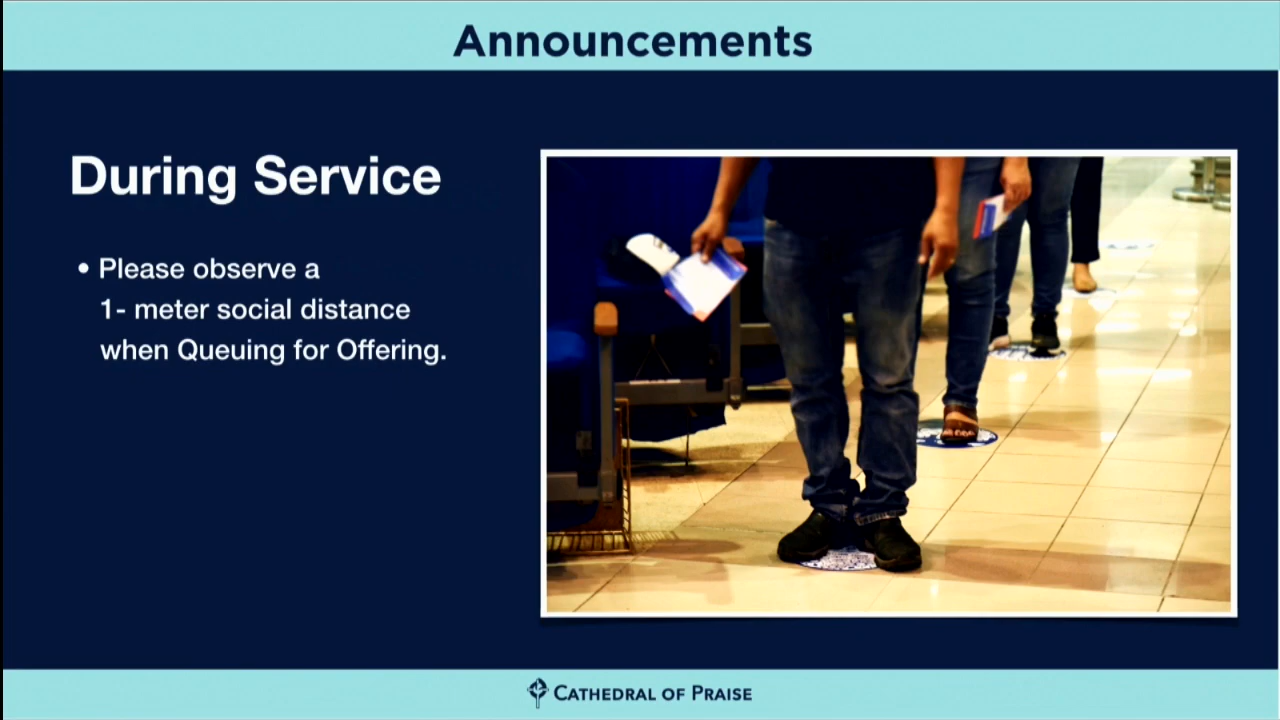 Announcements
During Service
• Please observe a
1- meter social distance
when Queuing for Offering.
CATHEDRAL OF PRAISE